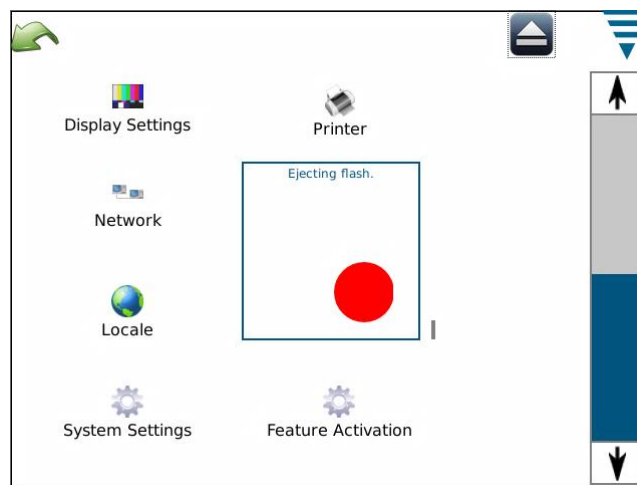 Display Settings
Printer
Ejecting flash.
Network
Locale
System Settings
Feature Activation